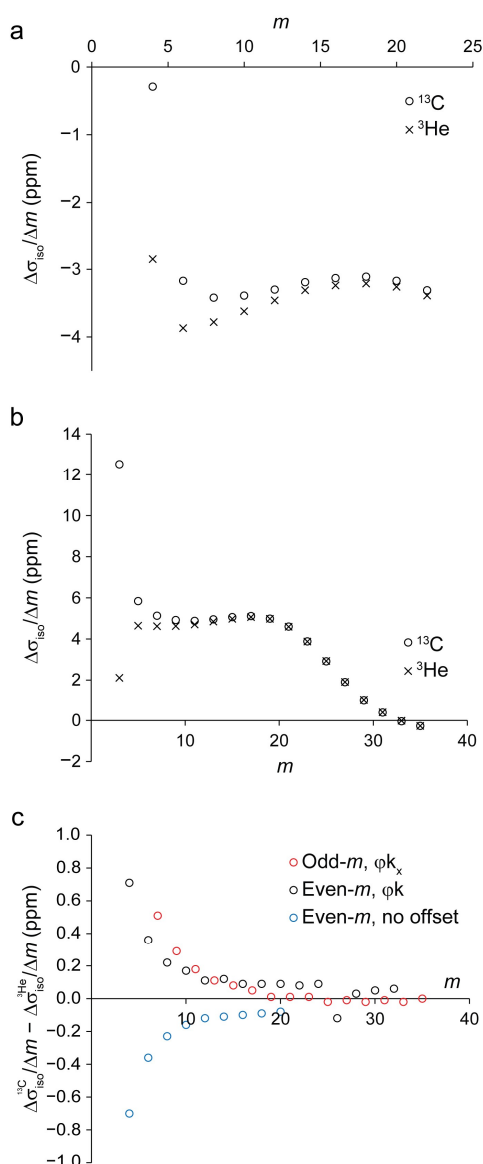 a
m
0 5 10 15 20 25
0
−1
−2
−3
−4
Δσiso/Δm (ppm)
13C
3He
b
14
12
10
8
6
4
2
0
−2
Δσiso/Δm (ppm)
13C
3He
10 20 30 40
m
c
1.0
0.8
0.6
0.4
0.2
0.0
−0.2
−0.4
−0.6
−0.8
−1.0
13CΔσiso/Δm − 3HeΔσiso/Δm (ppm)
Odd-m, φkx
Even-m, φk
Even-m, no offset
m
10 20 30 40